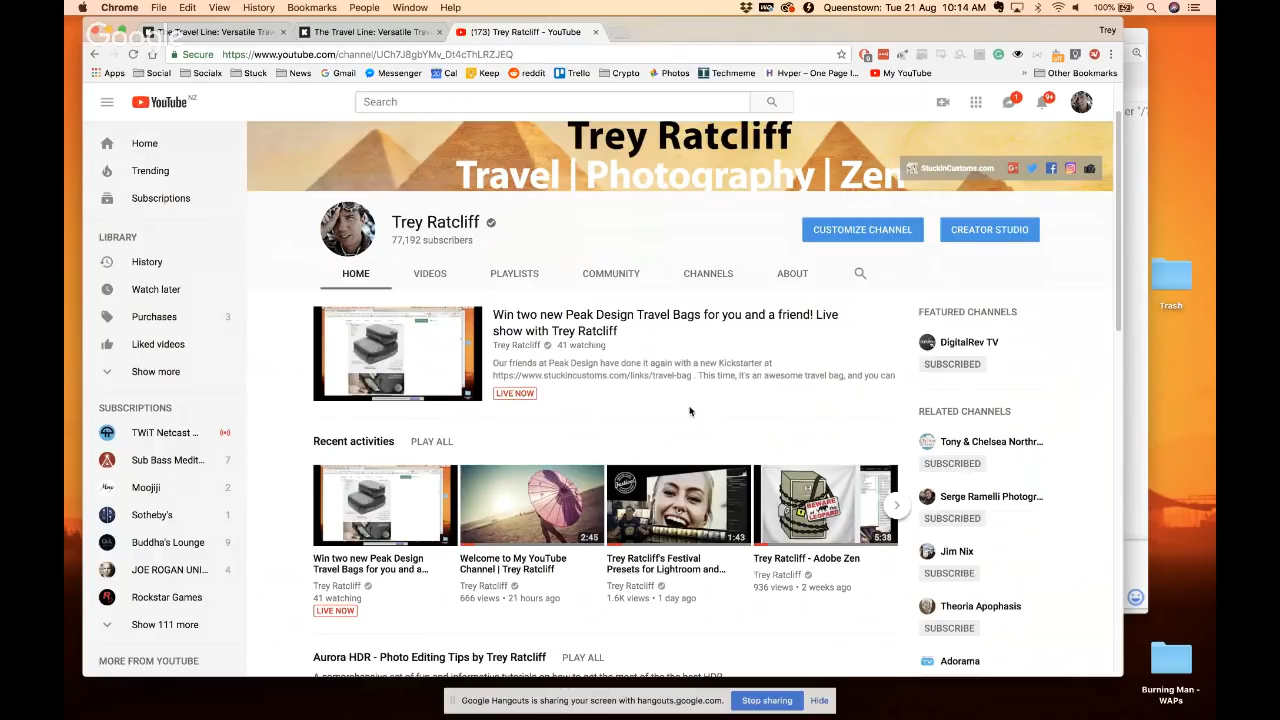 Chrome File Edit View History Bookmarks People Window Help
Queenstown: Tue 21 Aug 10:14 AM 100%
Google
The Travel Line: Versatile Trave
The Travel Line: Versatile Trave
(173) Trey Ratcliff - YouTube
Trey
Secure https://www.youtube.com/channel/UCh7J8gbYMv_Dt4cThLRZJEQ
Apps Social Socialx Stuck News Gmail Messenger Cal Keep reddit Trello Crypto Photos Techmeme Hvper - One Page I... My YouTube » Other Bookmarks
YouTube NZ
Search
1
9+
Home
Trending
Subscriptions
LIBRARY
History
Watch later
Purchases 3
Liked videos
Show more
SUBSCRIPTIONS
TWiT Netcast ...
Sub Bass Medit... 7
Moojiji 2
Sotheby's 1
Buddha's Lounge 9
JOE ROGAN UNI... 4
Rockstar Games
Show 111 more
MORE FROM YOUTUBE
Trey Ratcliff
Travel | Photography | Zen
StuckInCustoms.com
Trey Ratcliff
77,192 subscribers
CUSTOMIZE CHANNEL
CREATOR STUDIO
HOME VIDEOS PLAYLISTS COMMUNITY CHANNELS ABOUT
Win two new Peak Design Travel Bags for you and a friend! Live
show with Trey Ratcliff
Trey Ratcliff 41 watching
Our friends at Peak Design have done it again with a new Kickstarter at
https://www.stuckincustoms.com/links/travel-bag . This time, it's an awesome travel bag, and you can
LIVE NOW
Recent activities PLAY ALL
Win two new Peak Design
Travel Bags for you and a...
Trey Ratcliff
41 watching
LIVE NOW
2:45
Welcome to My YouTube
Channel | Trey Ratcliff
Trey Ratcliff
666 views • 21 hours ago
1:43
Trey Ratcliff's Festival
Presets for Lightroom and...
Trey Ratcliff
1.6K views • 1 day ago
BEWARE
OF THE
LEOPARD
5:38
Trey Ratcliff - Adobe Zen
Trey Ratcliff
936 views • 2 weeks ago
Aurora HDR - Photo Editing Tips by Trey Ratcliff PLAY ALL
FEATURED CHANNELS
DigitalRev TV
SUBSCRIBED
RELATED CHANNELS
Tony & Chelsea Northr...
SUBSCRIBED
Serge Ramelli Photogr...
SUBSCRIBED
Jim Nix
SUBSCRIBE
Theoria Apophasis
SUBSCRIBE
Adorama
Trash
Burning Man -
WAPs
Google Hangouts is sharing your screen with hangouts.google.com. Stop sharing Hide